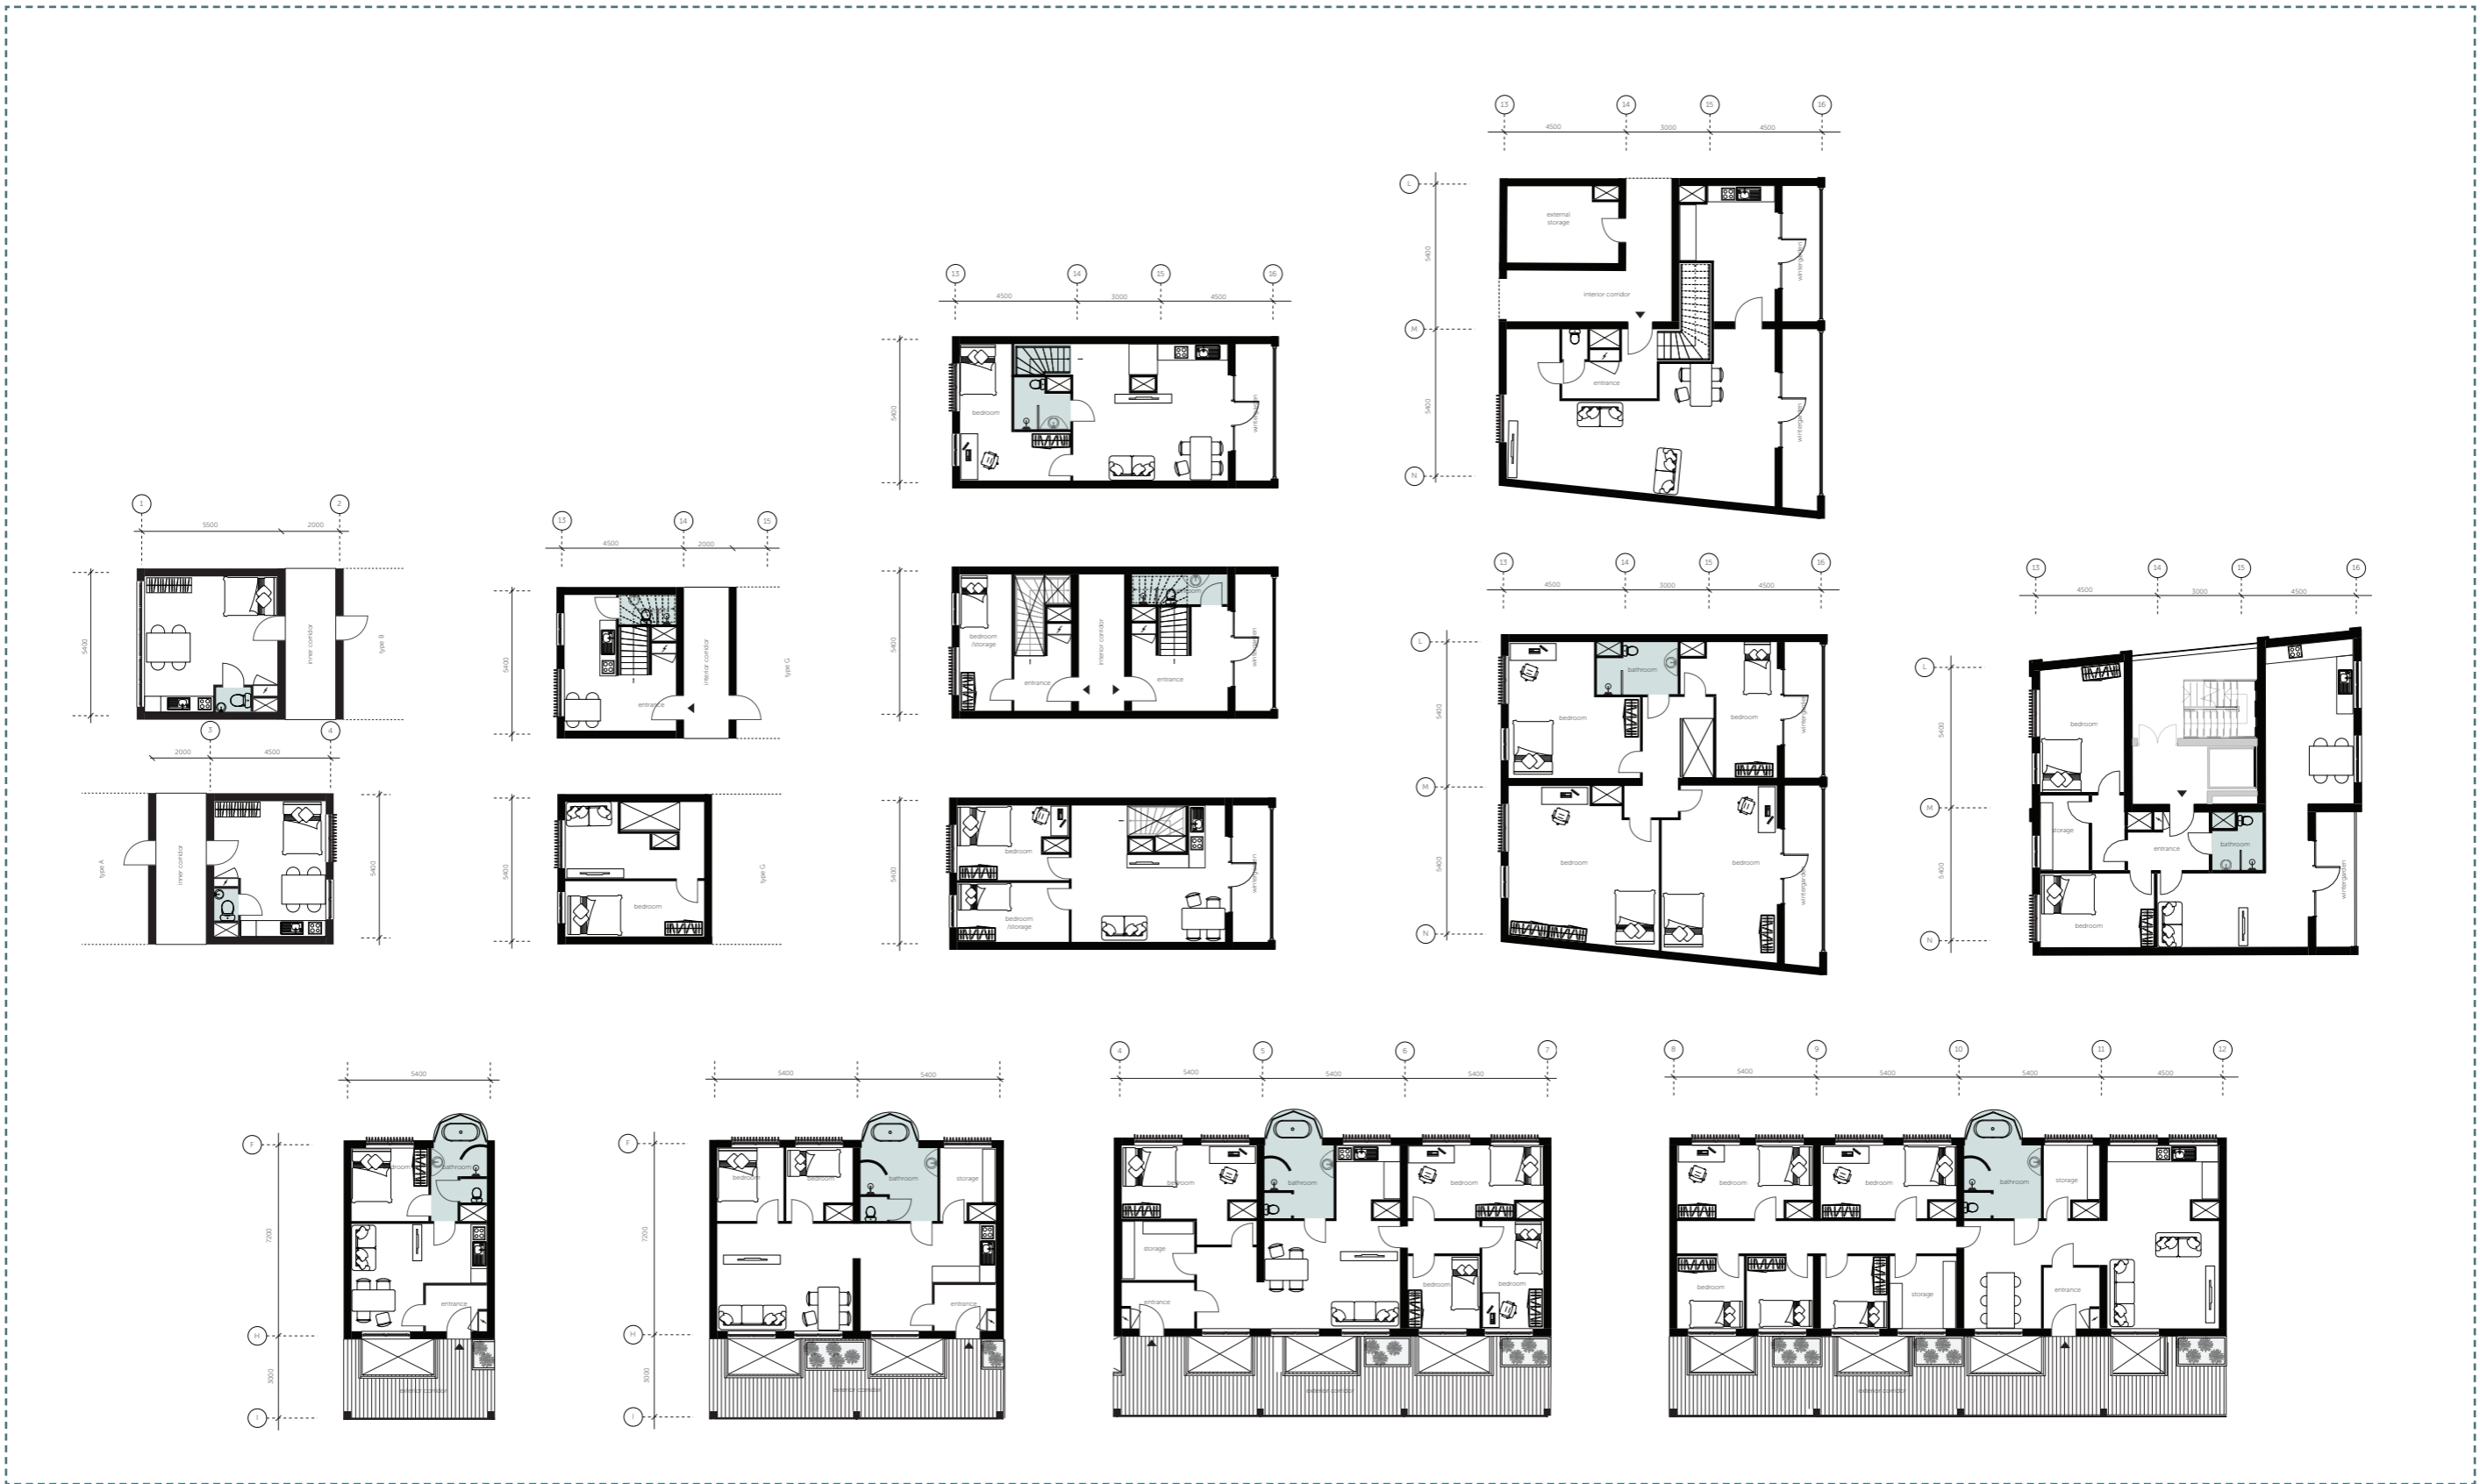 13
14
15
16
4500
3000
4500
L
M
N
5400
5400
external
storage
interior corridor
entrance
wintergarden
wintergarden
13
14
15
16
4500
3000
4500
5400
bedroom
wintergarden
1
2
5500
2000
5400
inner corridor
type B
13
14
15
4500
2000
5400
entrance
interior corridor
type G
5400
bedroom
/storage
entrance
interior corridor
entrance
wintergarden
13
14
15
16
4500
3000
4500
L
M
N
5400
5400
bedroom
bathroom
bedroom
wintergarden
bedroom
bedroom
wintergarden
13
14
15
16
4500
3000
4500
L
M
N
5400
5400
bedroom
storage
entrance
bathroom
bedroom
wintergarden
3
4
2000
4500
type A
inner corridor
5400
5400
bedroom
type G
5400
bedroom
bedroom
/storage
wintergarden
5400
F
H
I
7200
3000
bedroom
bathroom
entrance
exterior corridor
5400
5400
F
H
I
7200
3000
bedroom
bedroom
bathroom
storage
entrance
exterior corridor
4
5
6
7
5400
5400
5400
bedroom
bathroom
bedroom
storage
entrance
bedroom
bedroom
exterior corridor
8
9
10
11
12
5400
5400
5400
4500
bedroom
bedroom
bathroom
storage
bedroom
storage
entrance
exterior corridor